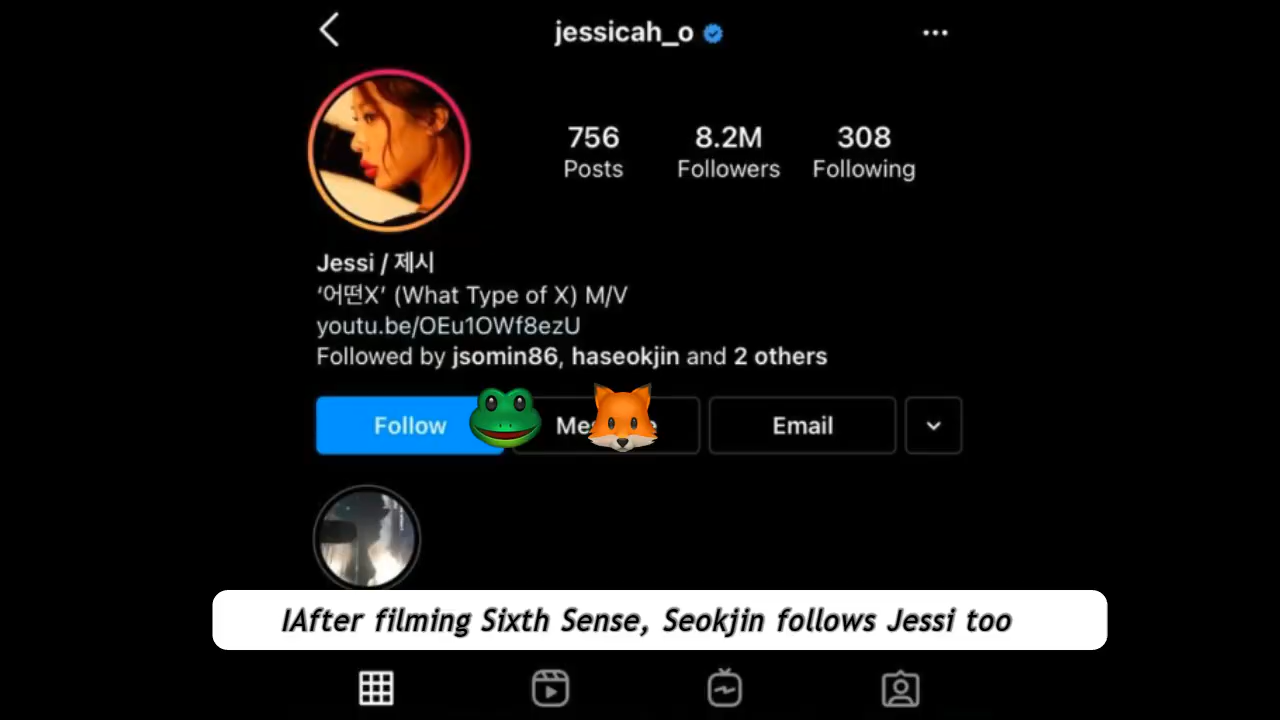 jessicah_o
756 8.2M 308
Posts Followers Following
Jessi / 제시
‘어떤X’ (What Type of X) M/V
youtu.be/OEu1OWf8ezU
Followed by jsomin86, haseokjin and 2 others
Follow Me e Email
IAfter filming Sixth Sense, Seokjin follows Jessi too